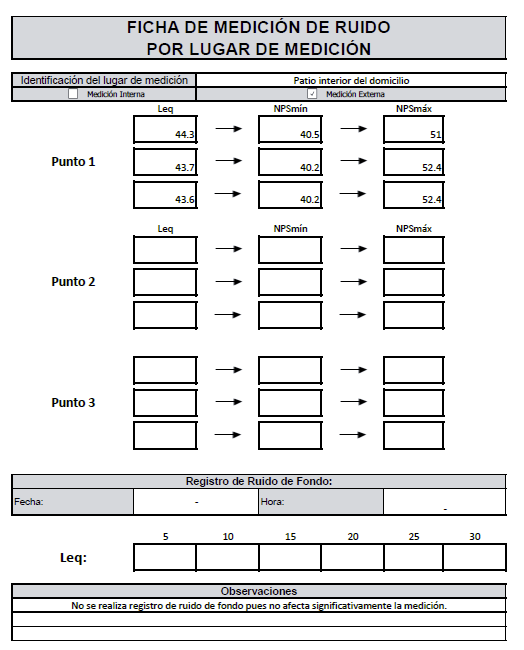 FICHA DE MEDICIÓN DE RUIDO
POR LUGAR DE MEDICIÓN
Identificación del lugar de medición Patio interior del domicilio
Medición Interna Medición Externa
Leq NPSmín NPSmáx
44.3 40.5 51
Punto 1
43.7 40.2 52.4
43.6 40.2 52.4
Leq NPSmín NPSmáx
Punto 2
Punto 3
Registro de Ruido de Fondo:
Fecha: - Hora: -
5 10 15 20 25 30
Leq:
Observaciones
No se realiza registro de ruido de fondo pues no afecta significativamente la medición.